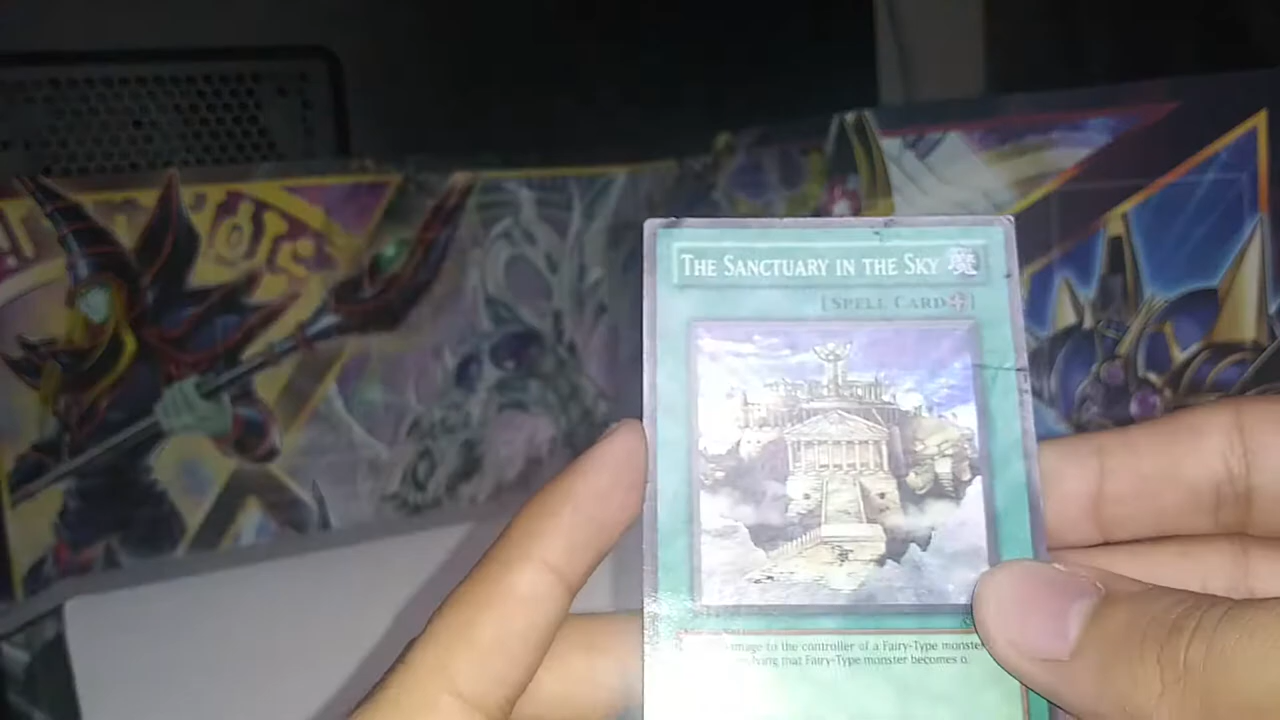 THE SANCTUARY IN THE SKY 魔
[SPELL CARD]
mage to the controller of a Fairy-Type monster
that Fairy-Type monster becomes 0.